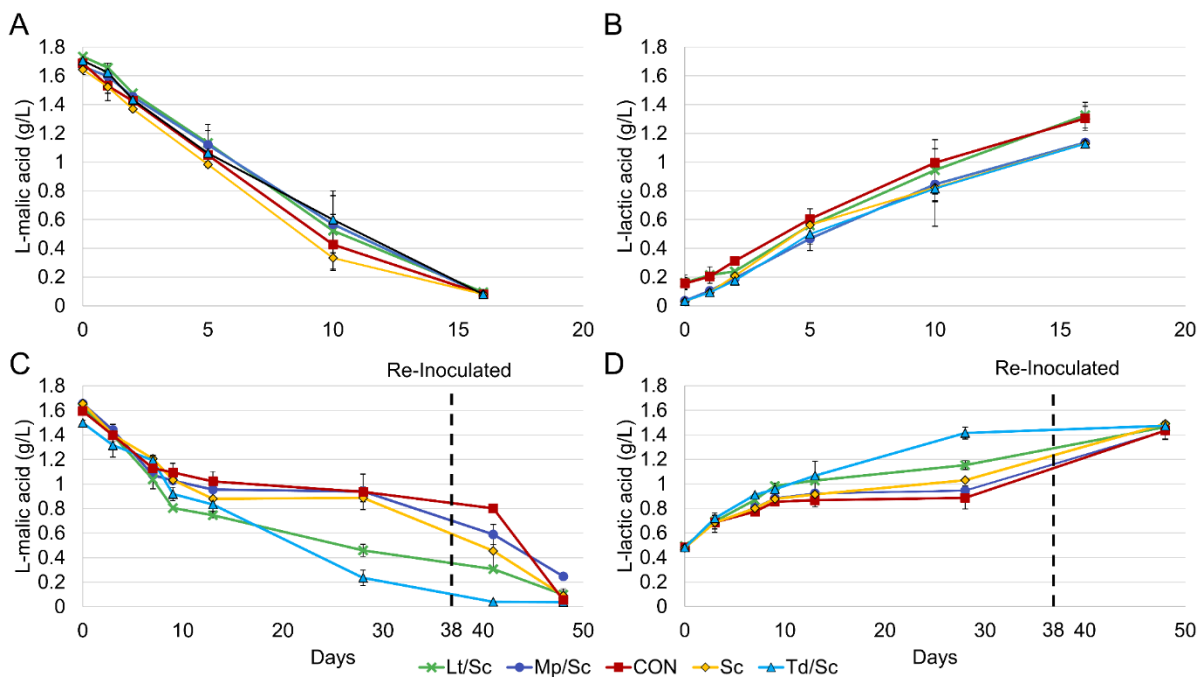 A
L-malic acid (g/L)
1.8
1.6
1.4
1.2
1
0.8
0.6
0.4
0.2
0
0 5 10 15 20
B
L-lactic acid (g/L)
1.8
1.6
1.4
1.2
1
0.8
0.6
0.4
0.2
0
0 5 10 15 20
C
Re-Inoculated
L-malic acid (g/L)
1.8
1.6
1.4
1.2
1
0.8
0.6
0.4
0.2
0
0 10 20 30 38 40 50
Days
D
Re-Inoculated
L-lactic acid (g/L)
1.8
1.6
1.4
1.2
1
0.8
0.6
0.4
0.2
0
0 10 20 30 38 40 50
Days
Lt/Sc Mp/Sc CON Sc Td/Sc